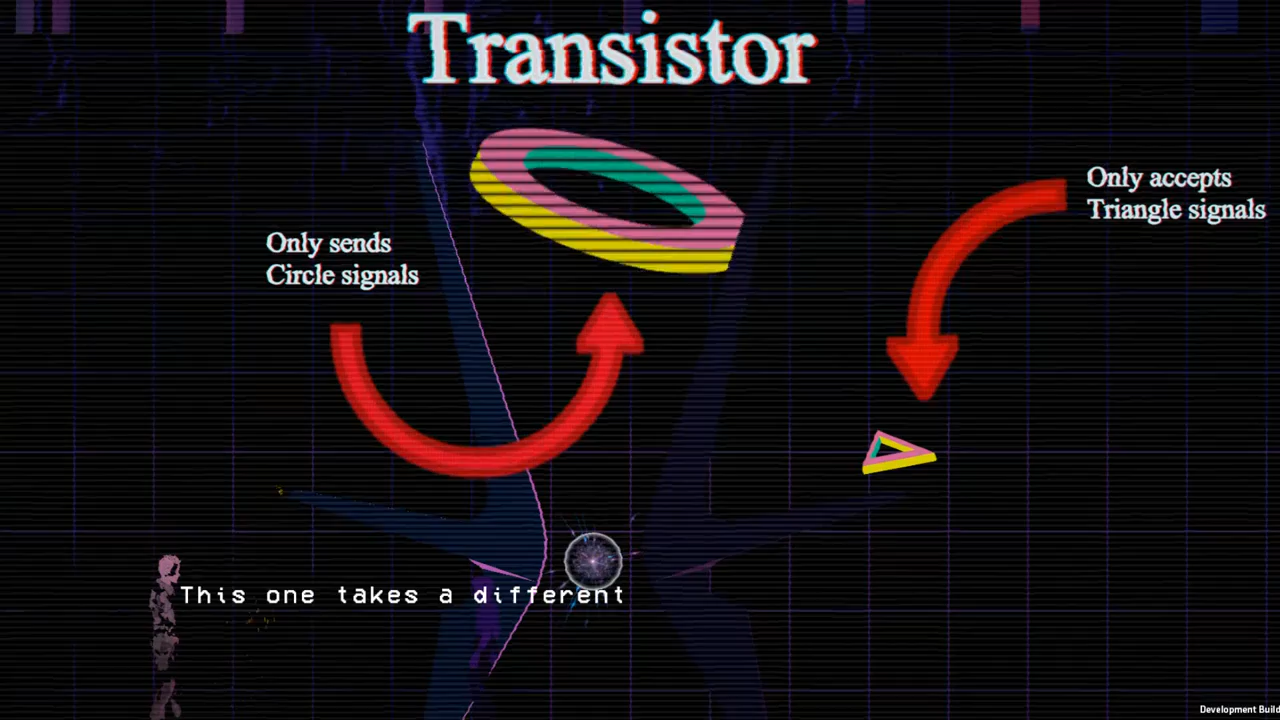 Transistor
Only accepts
Triangle signals
Only sends
Circle signals
This one takes a different
Development Build